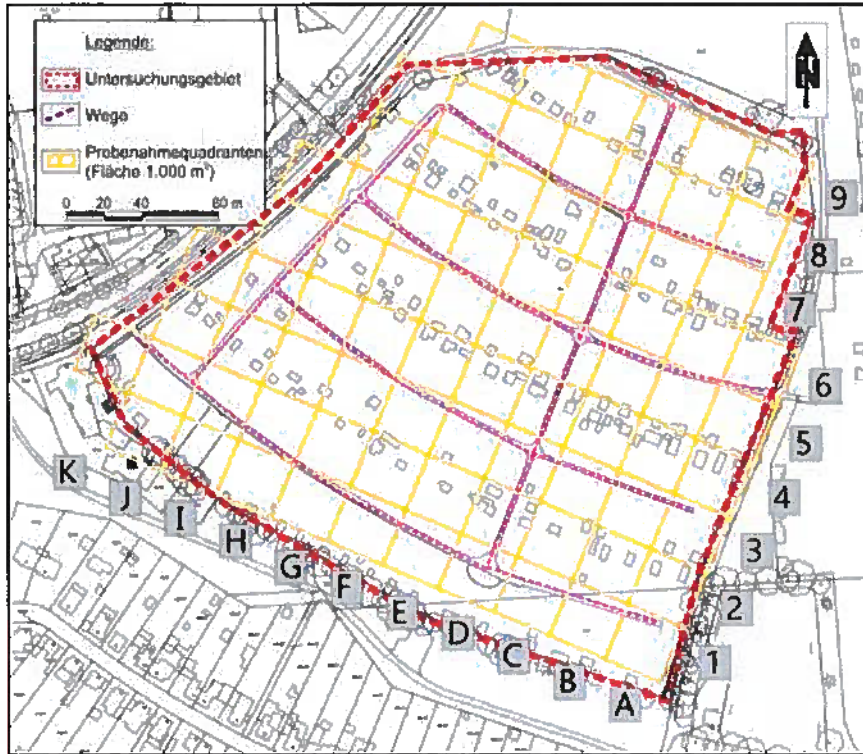 Legende:
Untersuchungsgebiet
Wege
Probenahmequadranten
(Fläche 1.000 m²)
0 20 40 80 m
N
9
8
7
6
5
4
3
2
1
K
J
I
H
G
F
E
D
C
B
A